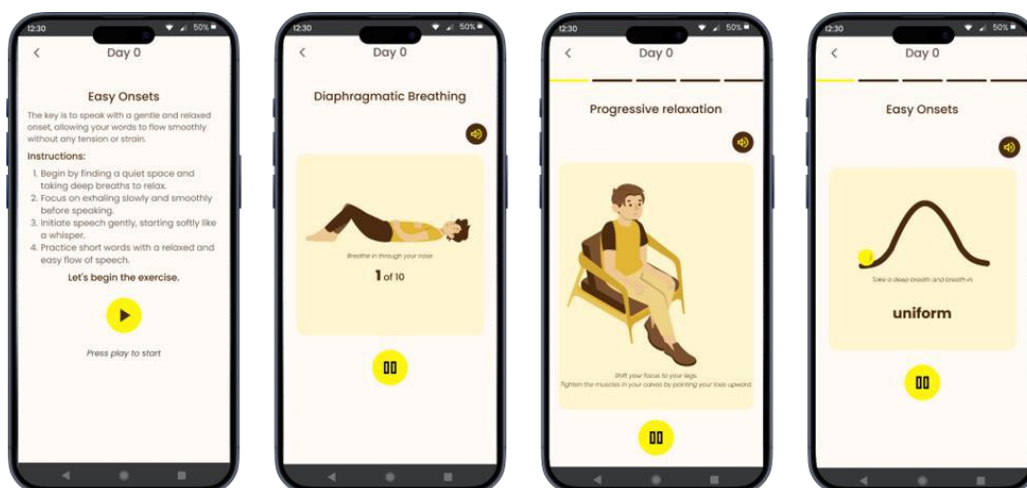 12:30
50%
Day 0
Easy Onsets
The key is to speak with a gentle and relaxed
onset, allowing your words to flow smoothly
without any tension or strain.
Instructions:
1. Begin by finding a quiet space and
taking deep breaths to relax.
2. Focus on exhaling slowly and smoothly
before speaking.
3. Initiate speech gently, starting softly like
a whisper.
4. Practice short words with a relaxed and
easy flow of speech.
Let's begin the exercise.
Press play to start
12:30
50%
Day 0
Diaphragmatic Breathing
Breathe in through your nose
1 of 10
12:30
50%
Day 0
Progressive relaxation
Shift your focus to your legs.
Tighten the muscles in your calves by pointing your toes upward.
12:30
50%
Day 0
Easy Onsets
Take a deep breath and breath in
uniform